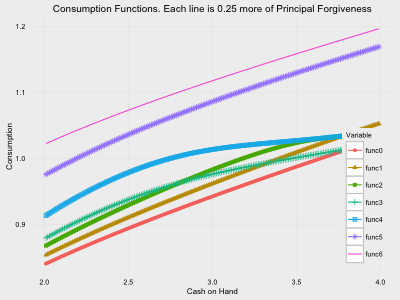 Consumption Functions. Each line is 0.25 more of Principal Forgiveness
1.2
1.1
1.0
0.9
Consumption
Variable
func0
func1
func2
func3
func4
func5
func6
2.0 2.5 3.0 3.5 4.0
Cash on Hand